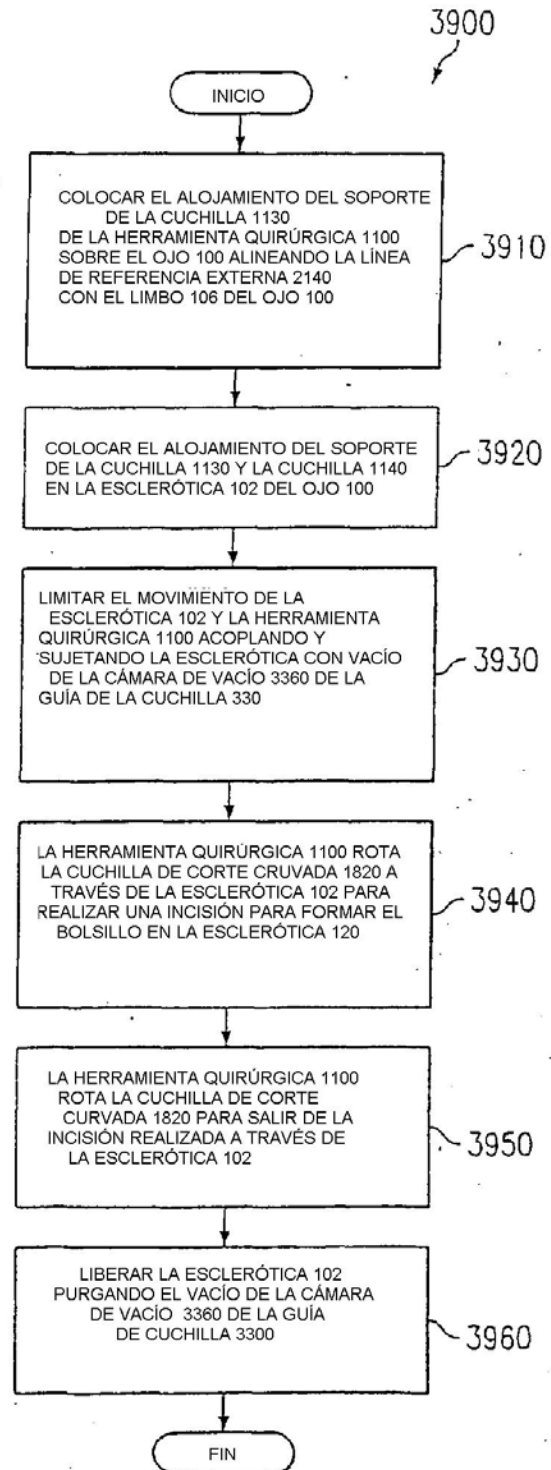 3900
INICIO
COLOCAR EL ALOJAMIENTO DEL SOPORTE
DE LA CUCHILLA 1130
DE LA HERRAMIENTA QUIRÚRGICA 1100
SOBRE EL OJO 100 ALINEANDO LA LÍNEA
DE REFERENCIA EXTERNA 2140
CON EL LIMBO 106 DEL OJO 100
3910
COLOCAR EL ALOJAMIENTO DEL SOPORTE
DE LA CUCHILLA 1130 Y LA CUCHILLA 1140
EN LA ESCLERÓTICA 102 DEL OJO 100
3920
LIMITAR EL MOVIMIENTO DE LA
ESCLERÓTICA 102 Y LA HERRAMIENTA
QUIRÚRGICA 1100 ACOPLANDO Y
SUJETANDO LA ESCLERÓTICA CON VACÍO
DE LA CÁMARA DE VACÍO 3360 DE LA
GUÍA DE LA CUCHILLA 330
3930
LA HERRAMIENTA QUIRÚRGICA 1100 ROTA
LA CUCHILLA DE CORTE CRUVADA 1820 A
TRAVÉS DE LA ESCLERÓTICA 102 PARA
REALIZAR UNA INCISIÓN PARA FORMAR EL
BOLSILLO EN LA ESCLERÓTICA 120
3940
LA HERRAMIENTA QUIRÚRGICA 1100
ROTA LA CUCHILLA DE CORTE
CURVADA 1820 PARA SALIR DE LA
INCISIÓN REALIZADA A TRAVÉS DE
LA ESCLERÓTICA 102
3950
LIBERAR LA ESCLERÓTICA 102
PURGANDO EL VACÍO DE LA CÁMARA
DE VACÍO 3360 DE LA GUÍA
DE CUCHILLA 3300
3960
FIN